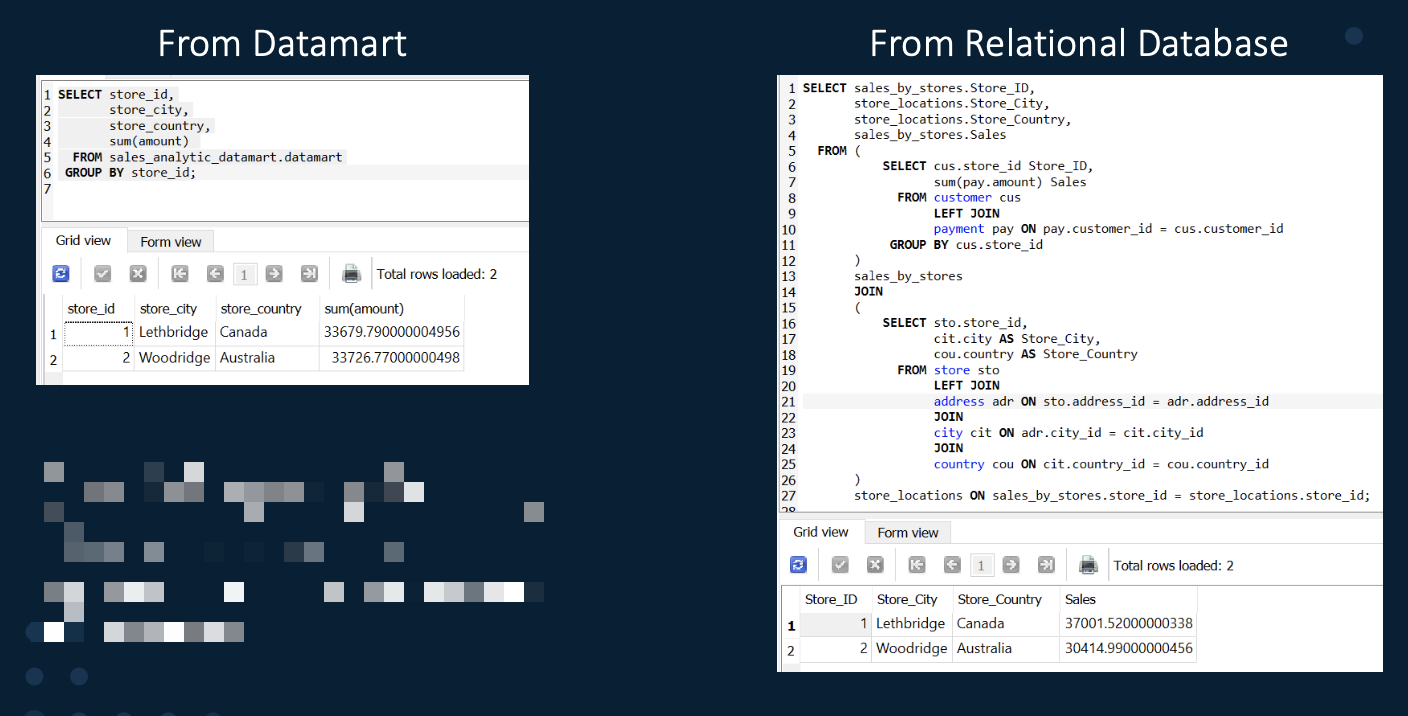 From Datamart
1 SELECT store_id,
2 store_city,
3 store_country,
4 sum(amount)
5 FROM sales_analytic_datamart.datamart
6 GROUP BY store_id;
7
Grid view Form view
1 Total rows loaded: 2
store_id store_city store_country sum(amount)
1 1 Lethbridge Canada 33679.790000004956
2 2 Woodridge Australia 33726.77000000498
From Relational Database
1 SELECT sales_by_stores.Store_ID,
2 store_locations.Store_City,
3 store_locations.Store_Country,
4 sales_by_stores.Sales
5 FROM (
6 SELECT cus.store_id Store_ID,
7 sum(pay.amount) Sales
8 FROM customer cus
9 LEFT JOIN
10 payment pay ON pay.customer_id = cus.customer_id
11 GROUP BY cus.store_id
12 )
13 sales_by_stores
14 JOIN
15 (
16 SELECT sto.store_id,
17 cit.city AS Store_City,
18 cou.country AS Store_Country
19 FROM store sto
20 LEFT JOIN
21 address adr ON sto.address_id = adr.address_id
22 JOIN
23 city cit ON adr.city_id = cit.city_id
24 JOIN
25 country cou ON cit.country_id = cou.country_id
26 )
27 store_locations ON sales_by_stores.store_id = store_locations.store_id;
28
Grid view Form view
1 Total rows loaded: 2
Store_ID Store_City Store_Country Sales
1 1 Lethbridge Canada 37001.52000000338
2 2 Woodridge Australia 30414.99000000456